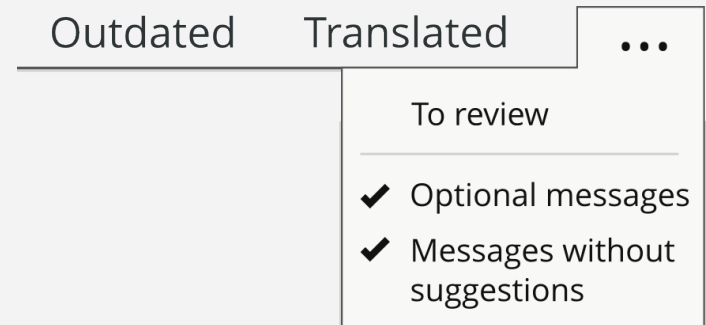 Outdated Translated ...
To review
Optional messages
Messages without
suggestions